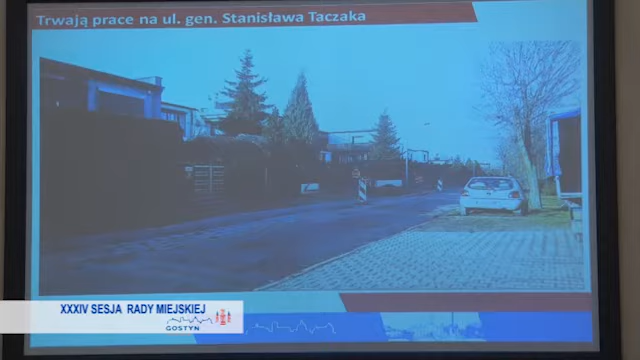 Trwają prace na ul. gen. Stanisława Taczaka
XXXIV SESJA RADY MIEJSKIEJ
GOSTYŃ